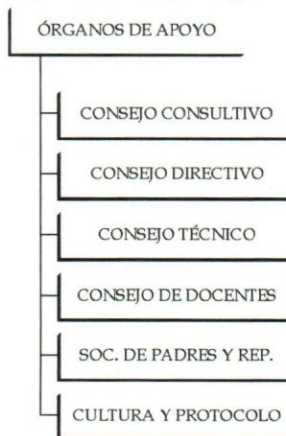 ÓRGANOS DE APOYO
CONSEJO CONSULTIVO
CONSEJO DIRECTIVO
CONSEJO TÉCNICO
CONSEJO DE DOCENTES
SOC. DE PADRES Y REP.
CULTURA Y PROTOCOLO